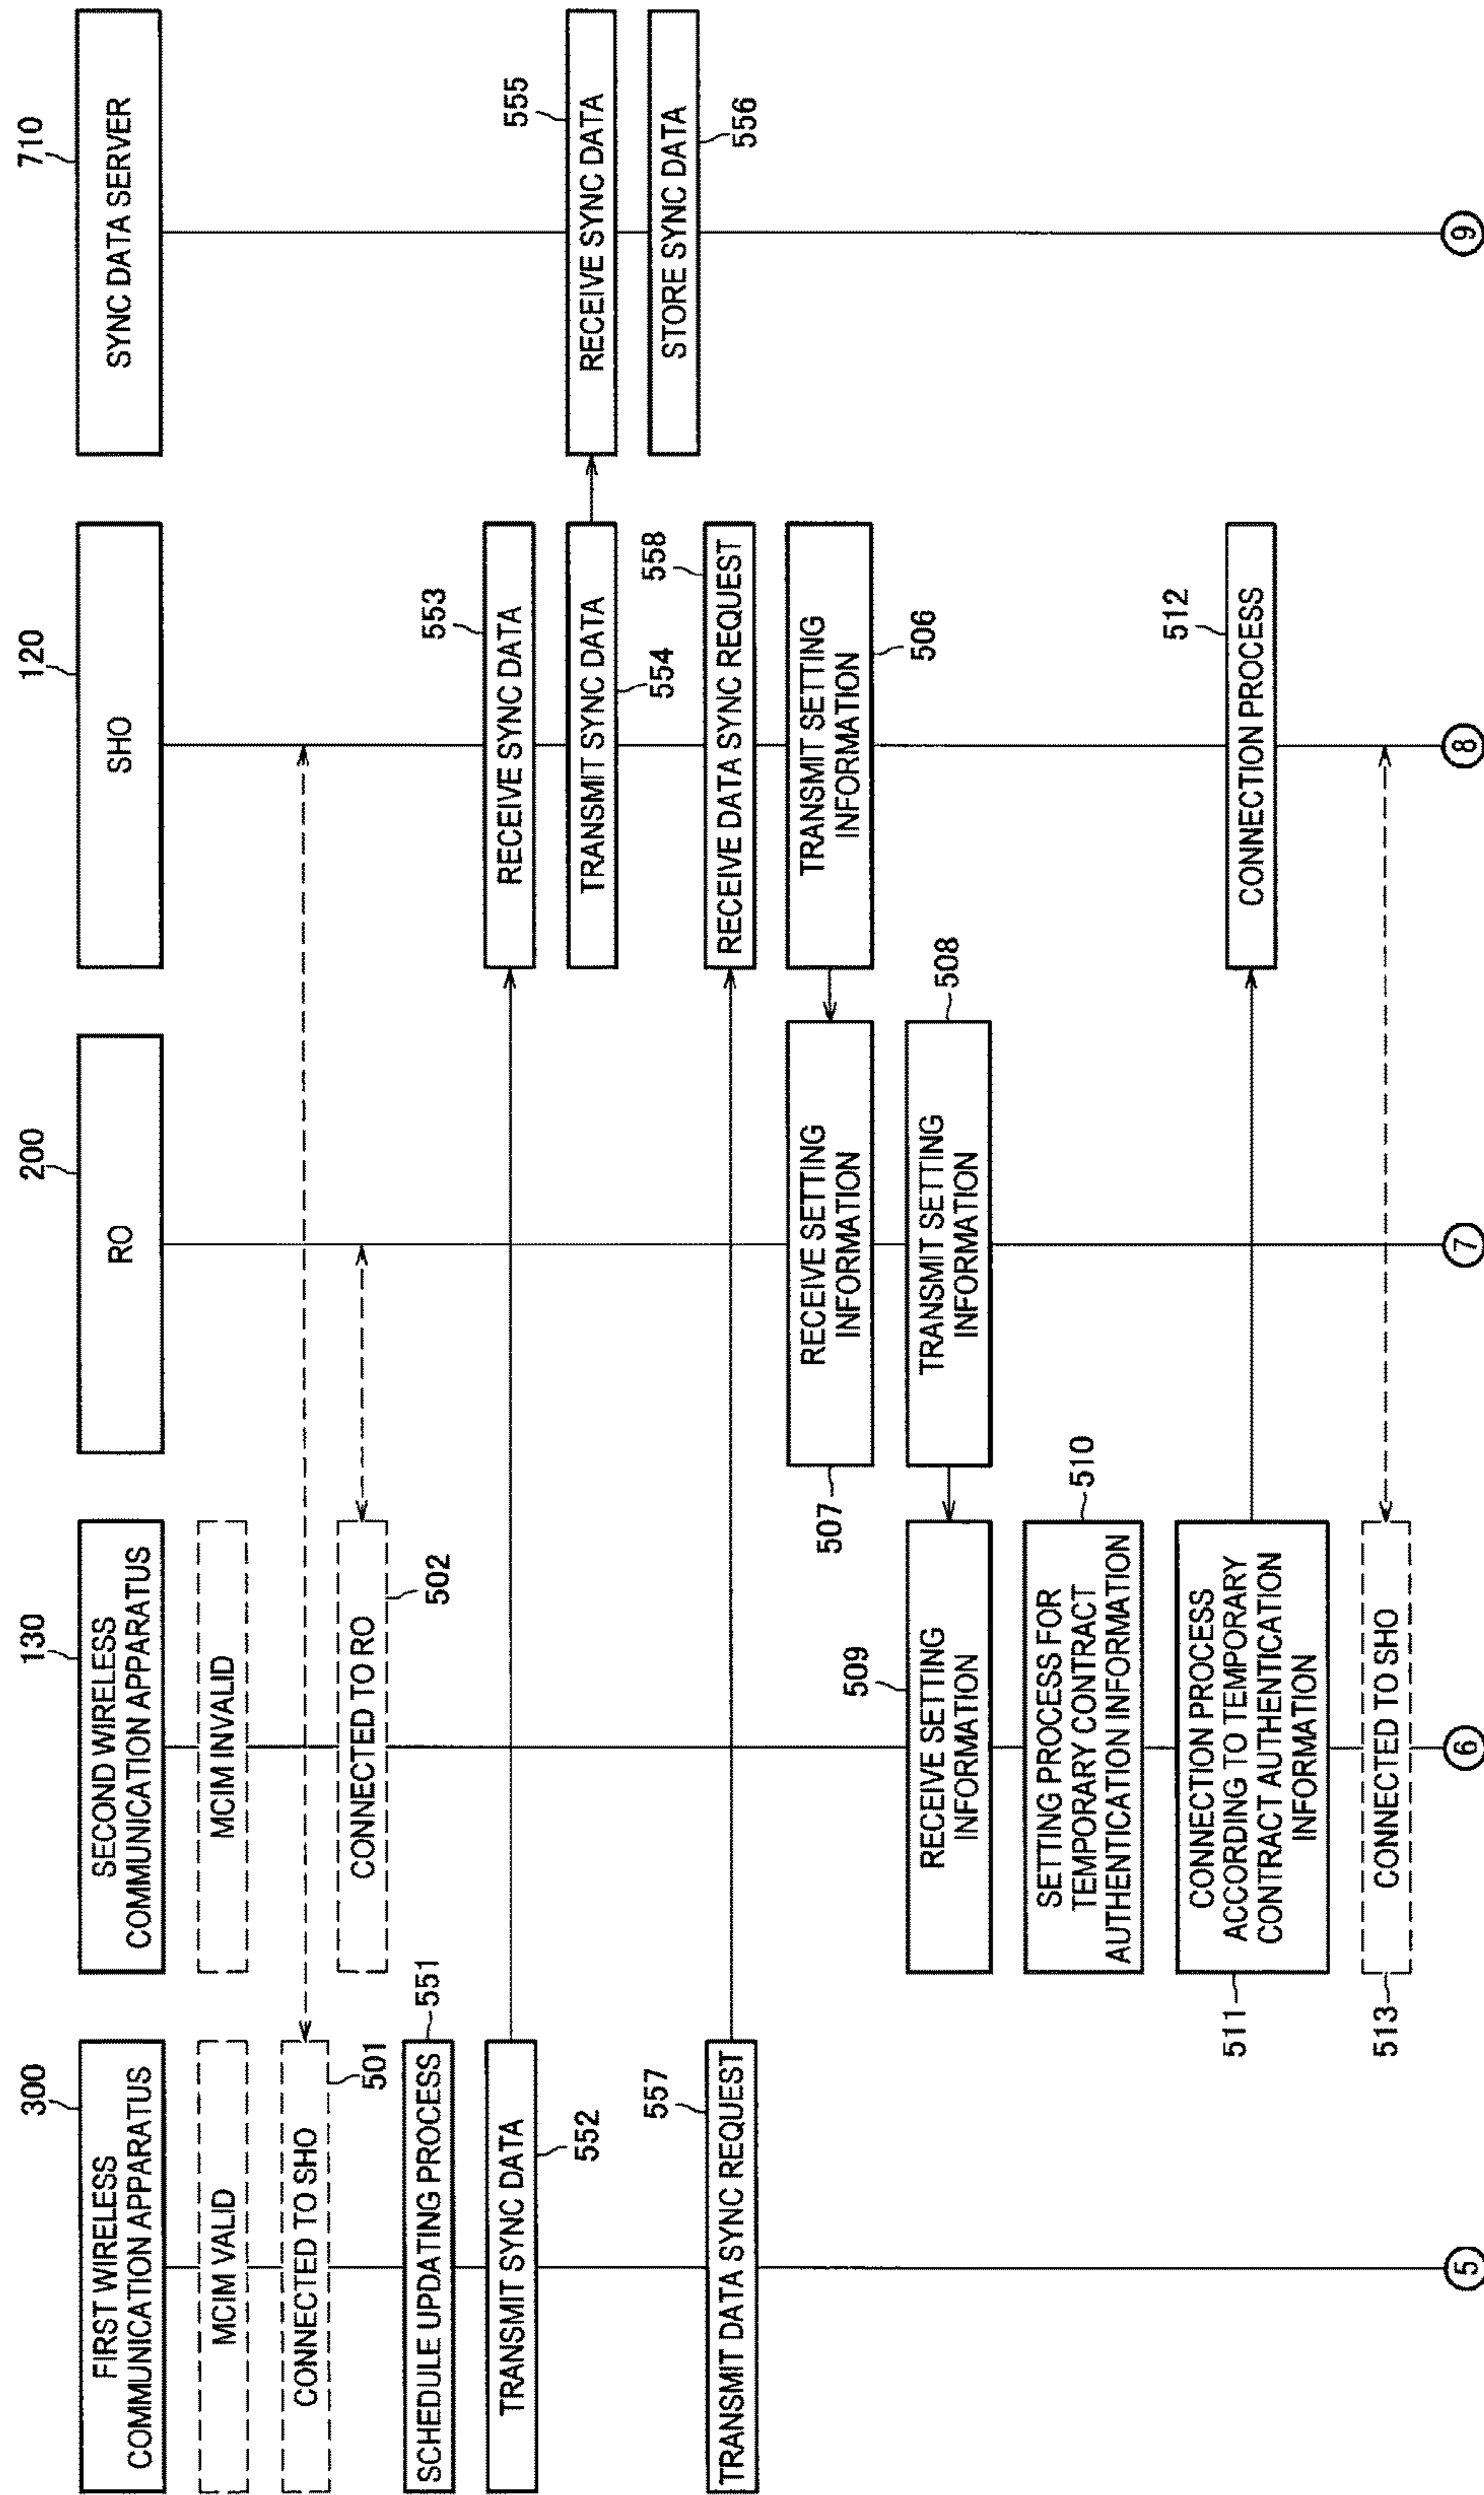 300
FIRST WIRELESS
COMMUNICATION APPARATUS
130
SECOND WIRELESS
COMMUNICATION APPARATUS
200
RO
120
SHO
710
SYNC DATA SERVER
MCIM VALID
MCIM INVALID
CONNECTED TO SHO
501
CONNECTED TO RO
502
SCHEDULE UPDATING PROCESS
551
TRANSMIT SYNC DATA
552
553
RECEIVE SYNC DATA
TRANSMIT SYNC DATA
554
555
RECEIVE SYNC DATA
STORE SYNC DATA
556
557
TRANSMIT DATA SYNC REQUEST
558
RECEIVE DATA SYNC REQUEST
TRANSMIT SETTING
INFORMATION
506
RECEIVE SETTING
INFORMATION
507
508
TRANSMIT SETTING
INFORMATION
509
RECEIVE SETTING
INFORMATION
510
SETTING PROCESS FOR
TEMPORARY CONTRACT
AUTHENTICATION INFORMATION
CONNECTION PROCESS
ACCORDING TO TEMPORARY
CONTRACT AUTHENTICATION
INFORMATION
511
512
CONNECTION PROCESS
CONNECTED TO SHO
513
5
6
7
8
9